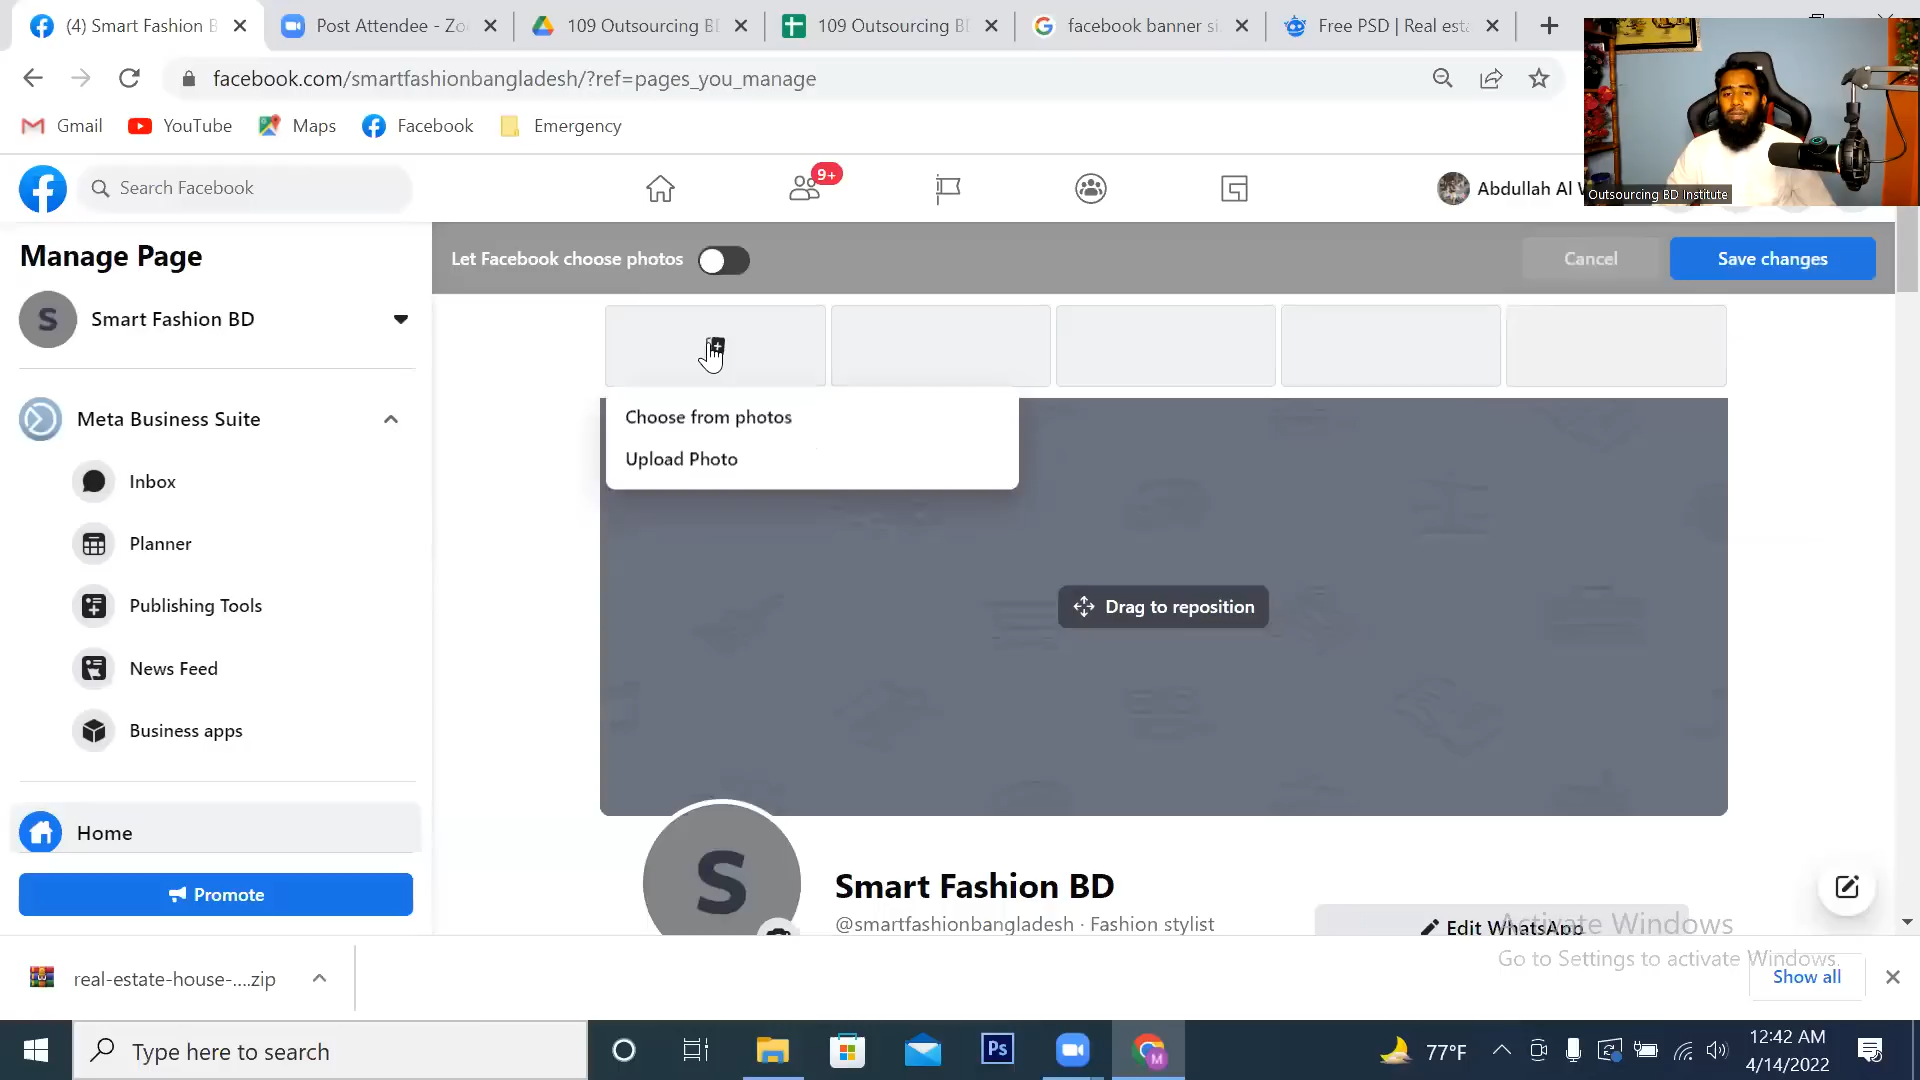 (4) Smart Fashion B
Post Attendee - Zo
109 Outsourcing B
109 Outsourcing B
facebook banner si
Free PSD | Real esta
facebook.com/smartfashionbangladesh/?ref=pages_you_manage
Gmail
YouTube
Maps
Facebook
Emergency
Outsourcing BD Institute
Search Facebook
9+
Abdullah Al W
Manage Page
Let Facebook choose photos
Cancel
Save changes
S
Smart Fashion BD
Meta Business Suite
Choose from photos
Upload Photo
Inbox
Planner
Drag to reposition
Publishing Tools
News Feed
Business apps
Home
S
Smart Fashion BD
Promote
@smartfashionbangladesh · Fashion stylist
Edit WhatsApp
Activate Windows
Go to Settings to activate Windows.
real-estate-house-....zip
Show all
Type here to search
Ps
M
77°F
12:42 AM
4/14/2022